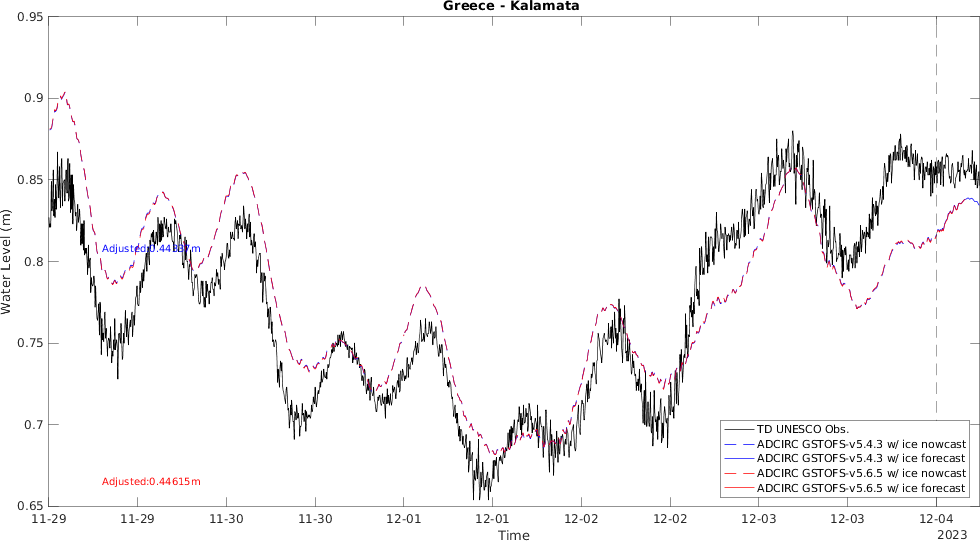 Greece - Kalamata
0.95
0.9
0.85
0.8
0.75
0.7
0.65
Water Level (m)
Adjusted:0.44337m
Adjusted:0.44615m
TD UNESCO Obs.
ADCIRC GSTOFS-v5.4.3 w/ ice nowcast
ADCIRC GSTOFS-v5.4.3 w/ ice forecast
ADCIRC GSTOFS-v5.6.5 w/ ice nowcast
ADCIRC GSTOFS-v5.6.5 w/ ice forecast
11-29 11-29 11-30 11-30 12-01 12-01 12-02 12-02 12-03 12-03 12-04
Time
2023